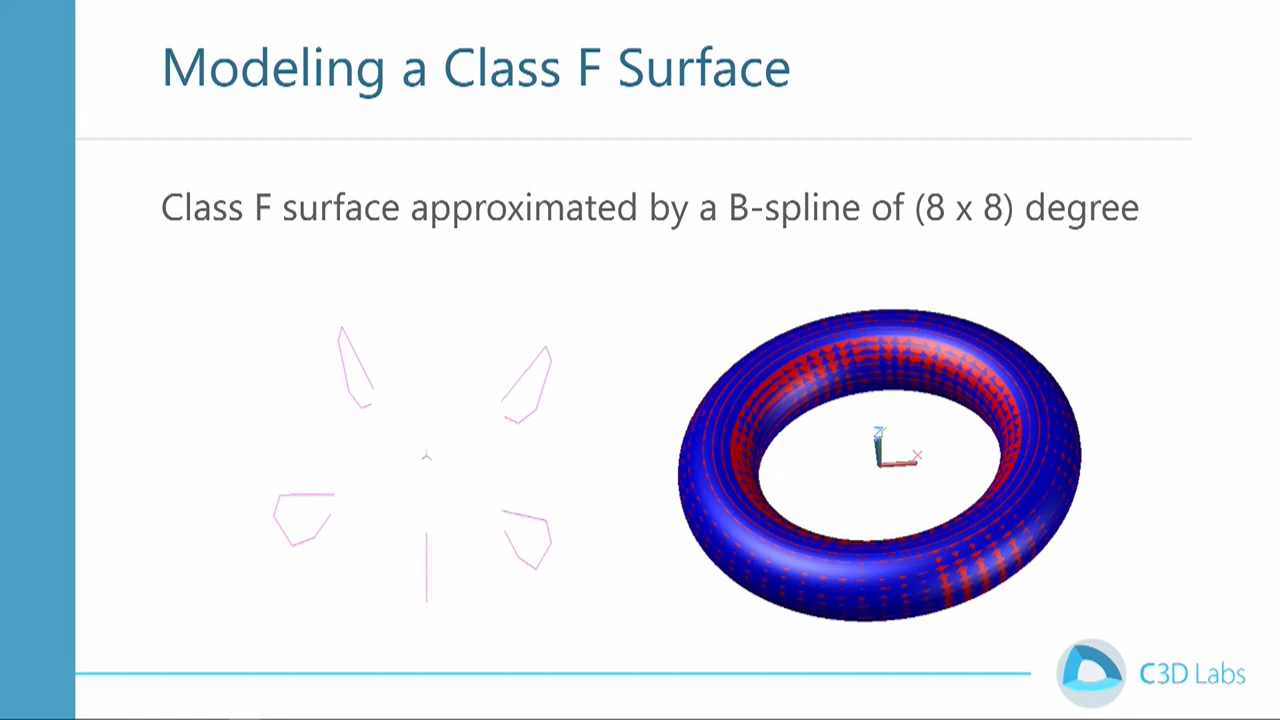 Modeling a Class F Surface
Class F surface approximated by a B-spline of (8 x 8) degree
X
C3D Labs